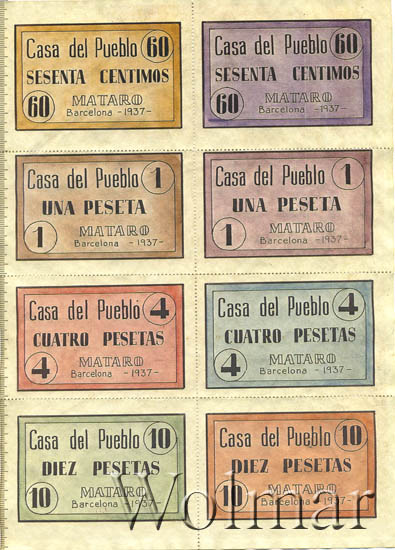 Casa del Pueblo 60
SESENTA CENTIMOS
60 MATARO
Barcelona -1937-
Casa del Pueblo 60
SESENTA CENTIMOS
60 MATARO
Barcelona -1937-
Casa del Pueblo 1
UNA PESETA
1 MATARO
Barcelona -1937-
Casa del Pueblo 1
UNA PESETA
1 MATARO
Barcelona -1937-
Casa del Pueblo 4
CUATRO PESETAS
4 MATARO
Barcelona -1937-
Casa del Pueblo 4
CUATRO PESETAS
4 MATARO
Barcelona -1937-
Casa del Pueblo 10
DIEZ PESETAS
10 MATARO
Barcelona -1937-
Casa del Pueblo 10
DIEZ PESETAS
10 MATARO
Barcelona -1937-
Wolmar